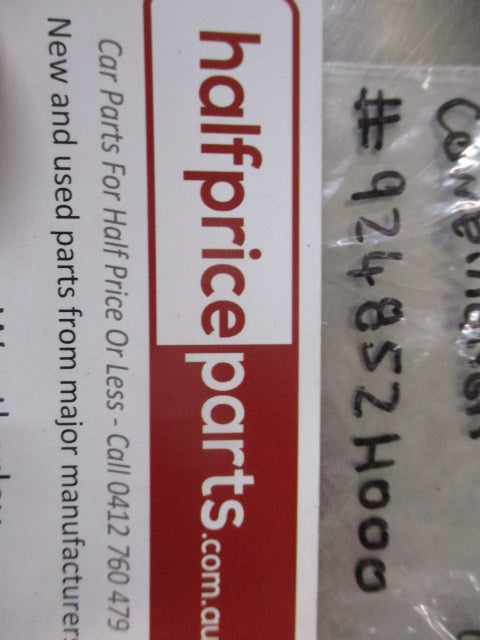 # 924852H000
halfpriceparts.com.au
Car Parts For Half Price Or Less - Call 0412 760 479
New and used parts from major manufacturers